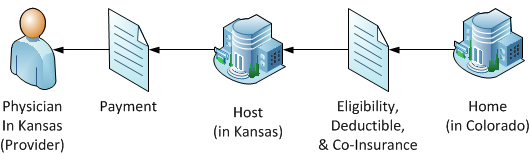 Physician
In Kansas
(Provider)
Payment
Host
(in Kansas)
Eligibility,
Deductible,
& Co-Insurance
Home
(in Colorado)